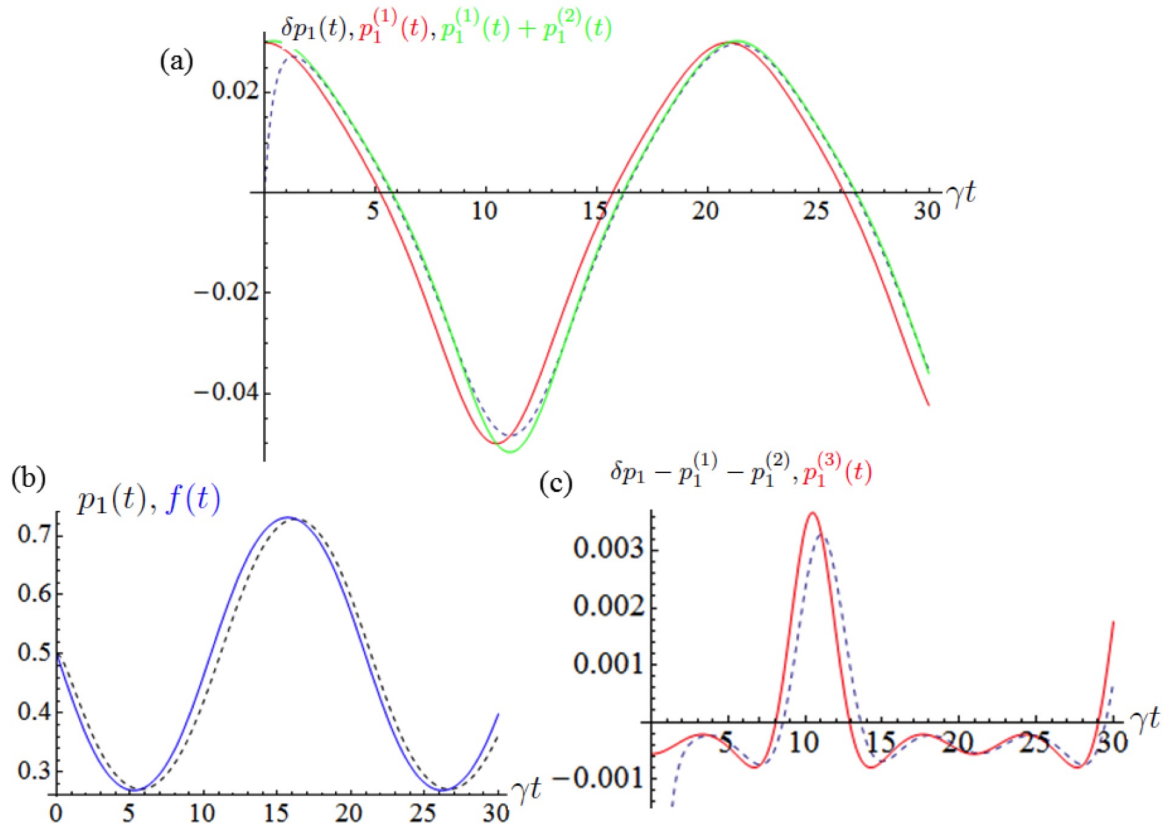 (a)
δp₁(t), p₁⁽¹⁾(t), p₁⁽¹⁾(t) + p₁⁽²⁾(t)
0.02
5 10 15 20 25 30 γt
−0.02
−0.04
(b)
p₁(t), f(t)
0.7
0.6
0.5
0.4
0.3
0 5 10 15 20 25 30
γt
(c)
δp₁ − p₁⁽¹⁾ − p₁⁽²⁾, p₁⁽³⁾(t)
0.003
0.002
0.001
5 10 15 20 25 30 γt
−0.001